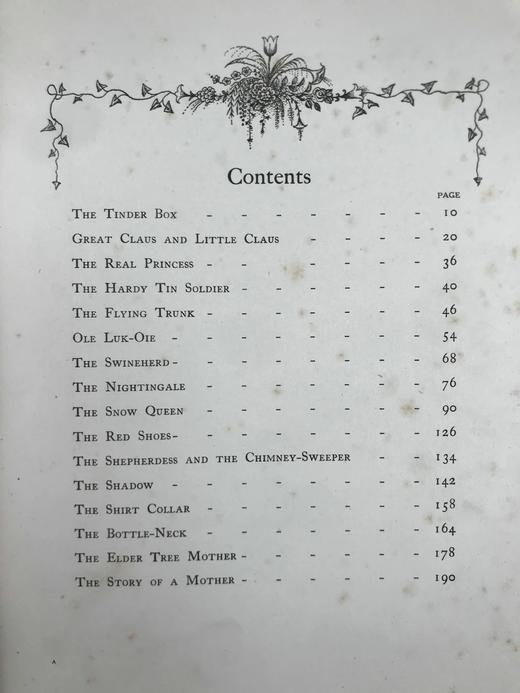 Contents
PAGE
The Tinder Box - - - - - - - 10
Great Claus and Little Claus - - - - 20
The Real Princess - - - - - - - 36
The Hardy Tin Soldier - - - - - - 40
The Flying Trunk - - - - - - - 46
Ole Luk-Oie - - - - - - - - 54
The Swineherd - - - - - - - - 68
The Nightingale - - - - - - - 76
The Snow Queen - - - - - - - 90
The Red Shoes - - - - - - - - 126
The Shepherdess and the Chimney-Sweeper - - 134
The Shadow - - - - - - - - 142
The Shirt Collar - - - - - - - 158
The Bottle-Neck - - - - - - - 164
The Elder Tree Mother - - - - - - 178
The Story of a Mother - - - - - - 190
A